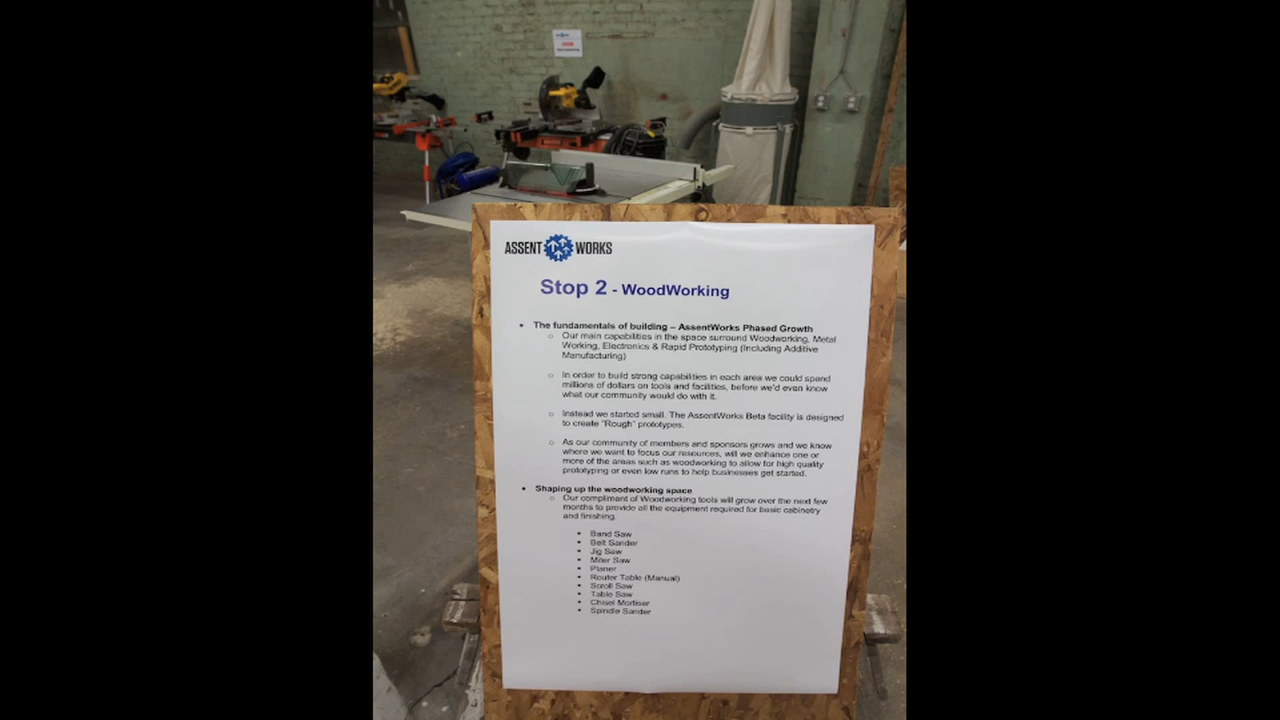 ASSENT WORKS
Stop 2 - WoodWorking
• The fundamentals of building – AssentWorks Phased Growth
○ Our main capabilities in the space surround Woodworking, Metal
Working, Electronics & Rapid Prototyping (Including Additive
Manufacturing)
○ In order to build strong capabilities in each area we could spend
millions of dollars on tools and facilities, before we'd even know
what our community would do with it.
○ Instead we started small. The AssentWorks Beta facility is designed
to create "Rough" prototypes.
○ As our community of members and sponsors grows and we know
where we want to focus our resources, will we enhance one or
more of the areas such as woodworking to allow for high quality
prototyping or even low runs to help businesses get started.
• Shaping up the woodworking space
○ Our compliment of Woodworking tools will grow over the next few
months to provide all the equipment required for basic cabinetry
and finishing.
▪ Band Saw
▪ Belt Sander
▪ Jig Saw
▪ Miter Saw
▪ Planer
▪ Router Table (Manual)
▪ Scroll Saw
▪ Table Saw
▪ Chisel Mortiser
▪ Spindle Sander